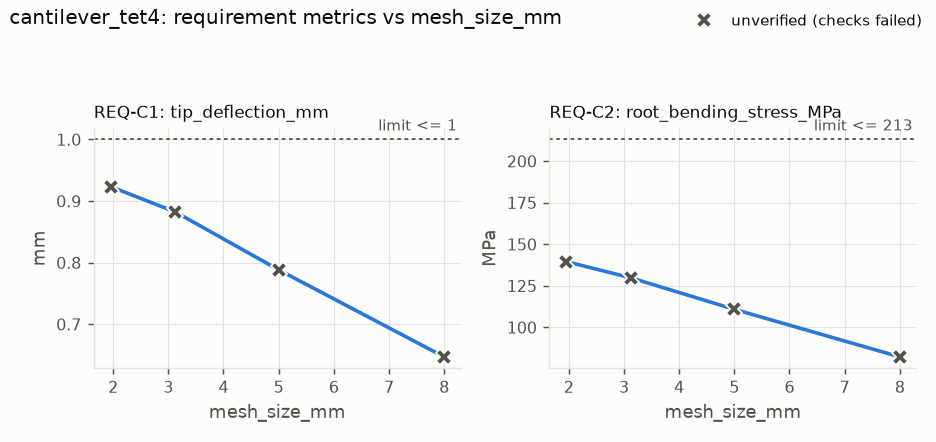 cantilever_tet4: requirement metrics vs mesh_size_mm
unverified (checks failed)
REQ-C1: tip_deflection_mm
limit <= 1
1.0
0.9
0.8
0.7
mm
2 3 4 5 6 7 8
mesh_size_mm
REQ-C2: root_bending_stress_MPa
limit <= 213
200
175
150
125
100
MPa
2 3 4 5 6 7 8
mesh_size_mm